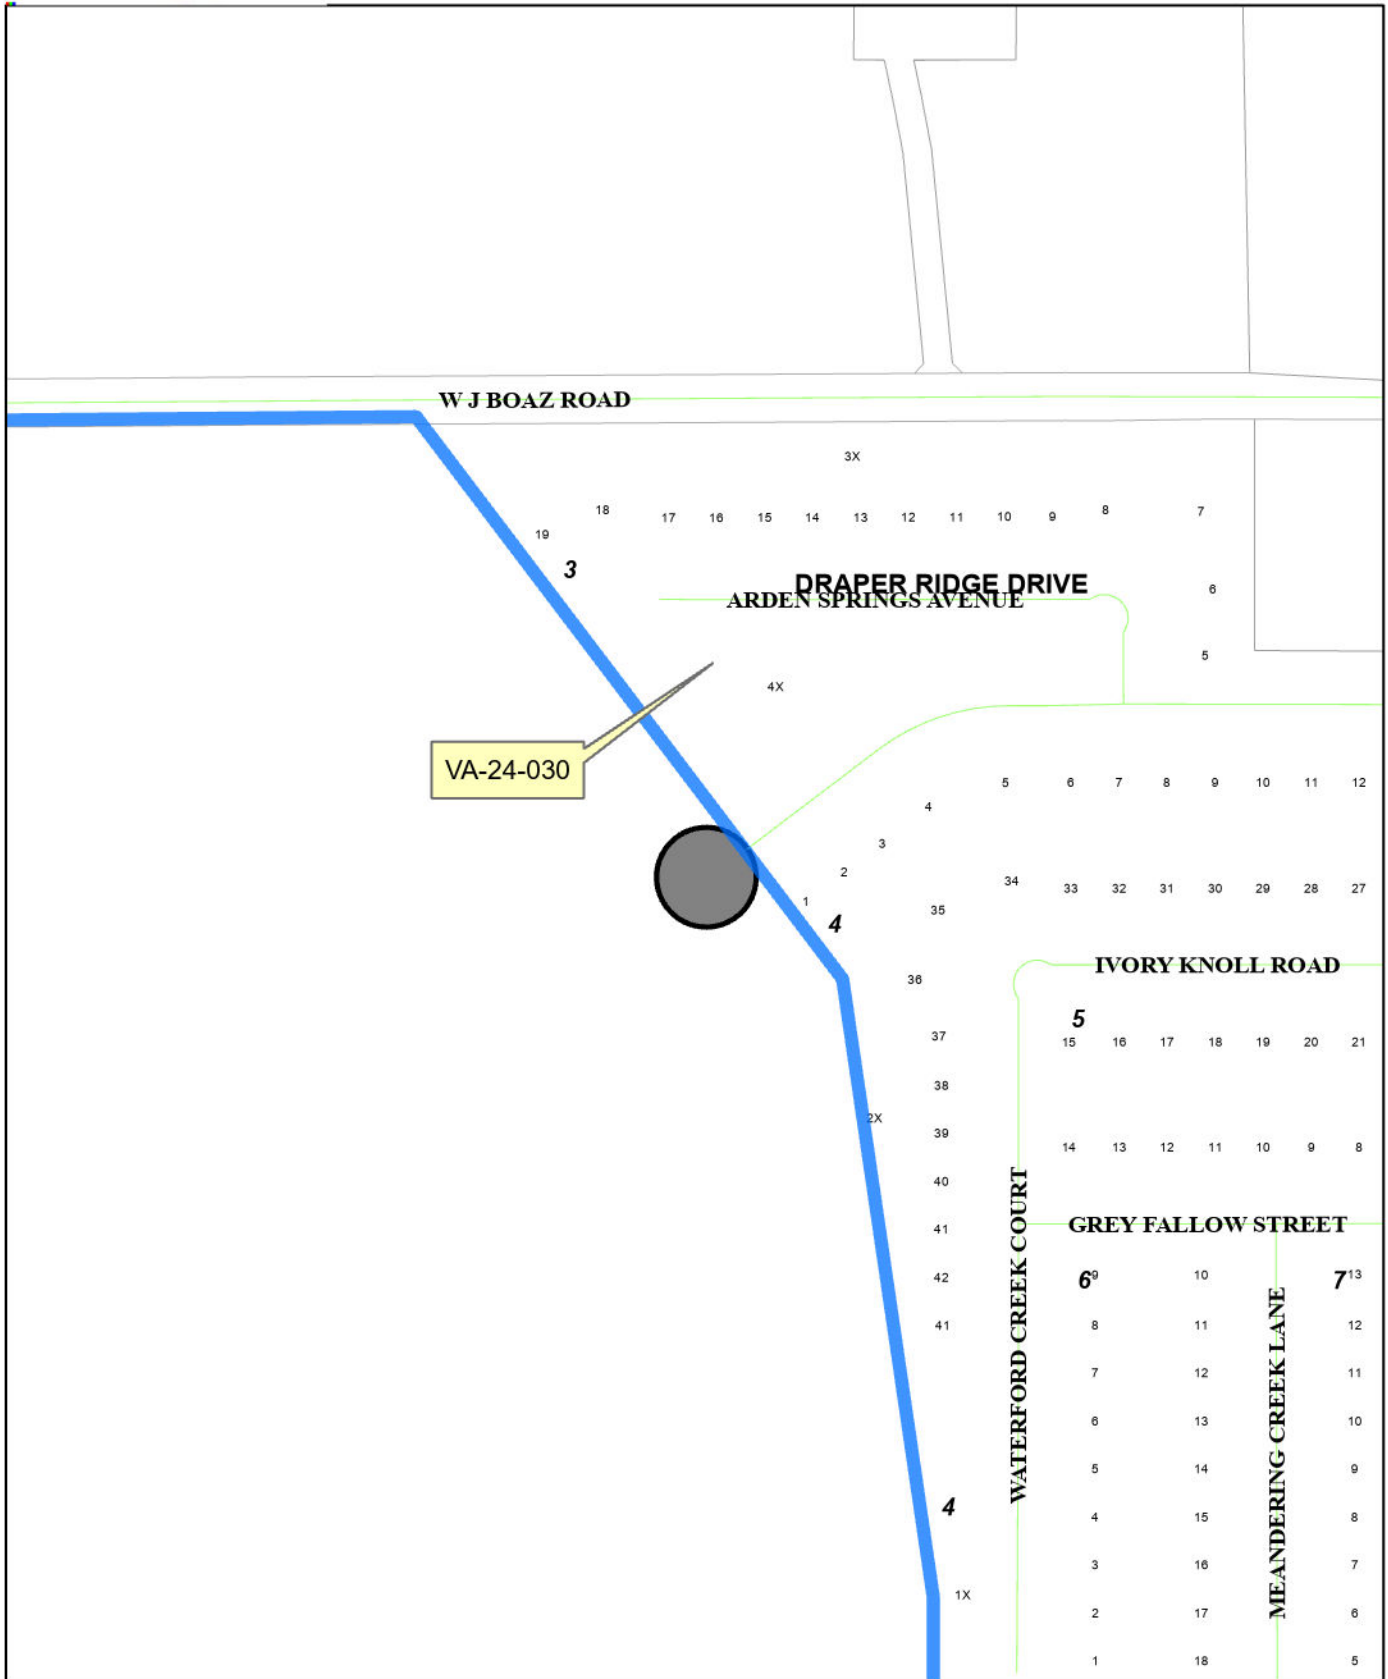 W J BOAZ ROAD
3X
19 18 17 16 15 14 13 12 11 10 9 8 7
3
DRAPER RIDGE DRIVE
6
ARDEN SPRINGS AVENUE
5
4X
VA-24-030
5 6 7 8 9 10 11 12
4
3
2
34 33 32 31 30 29 28 27
1
35
4
IVORY KNOLL ROAD
36
5
37
15 16 17 18 19 20 21
38
2X
39
14 13 12 11 10 9 8
40
WATERFORD CREEK COURT
GREY FALLOW STREET
41
42
6 9 10 7 13
MEANDERING CREEK LANE
41
8 11 12
7 12 11
6 13 10
5 14 9
4
4 15 8
3 16 7
1X
2 17 6
1 18 5